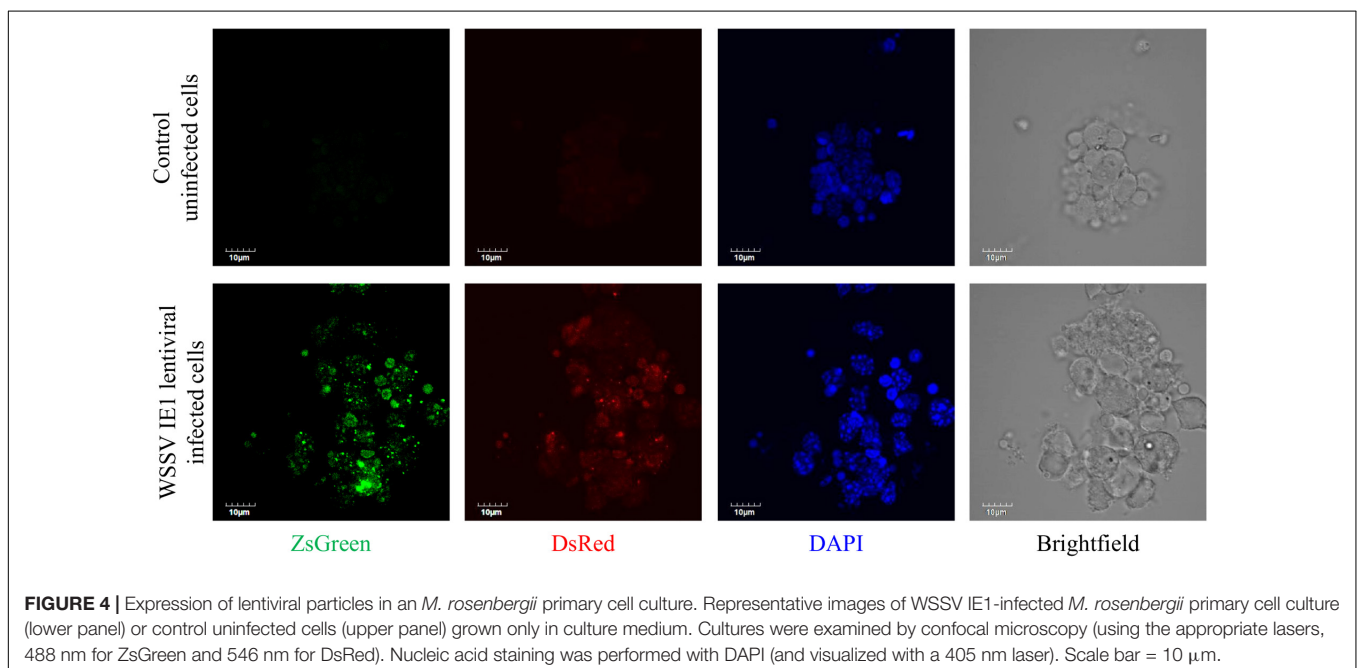 Control
uninfected cells
10µm
10µm
10µm
10µm
WSSV IE1 lentiviral
infected cells
10µm
10µm
10µm
10µm
ZsGreen
DsRed
DAPI
Brightfield
FIGURE 4 | Expression of lentiviral particles in an M. rosenbergii primary cell culture. Representative images of WSSV IE1-infected M. rosenbergii primary cell culture
(lower panel) or control uninfected cells (upper panel) grown only in culture medium. Cultures were examined by confocal microscopy (using the appropriate lasers,
488 nm for ZsGreen and 546 nm for DsRed). Nucleic acid staining was performed with DAPI (and visualized with a 405 nm laser). Scale bar = 10 µm.